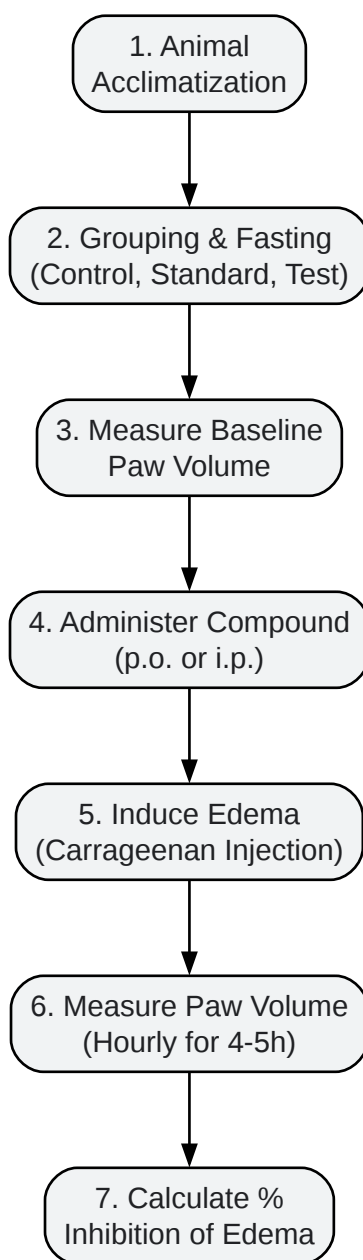 1. Animal
Acclimatization
2. Grouping & Fasting
(Control, Standard, Test)
3. Measure Baseline
Paw Volume
4. Administer Compound
(p.o. or i.p.)
5. Induce Edema
(Carrageenan Injection)
6. Measure Paw Volume
(Hourly for 4-5h)
7. Calculate %
Inhibition of Edema